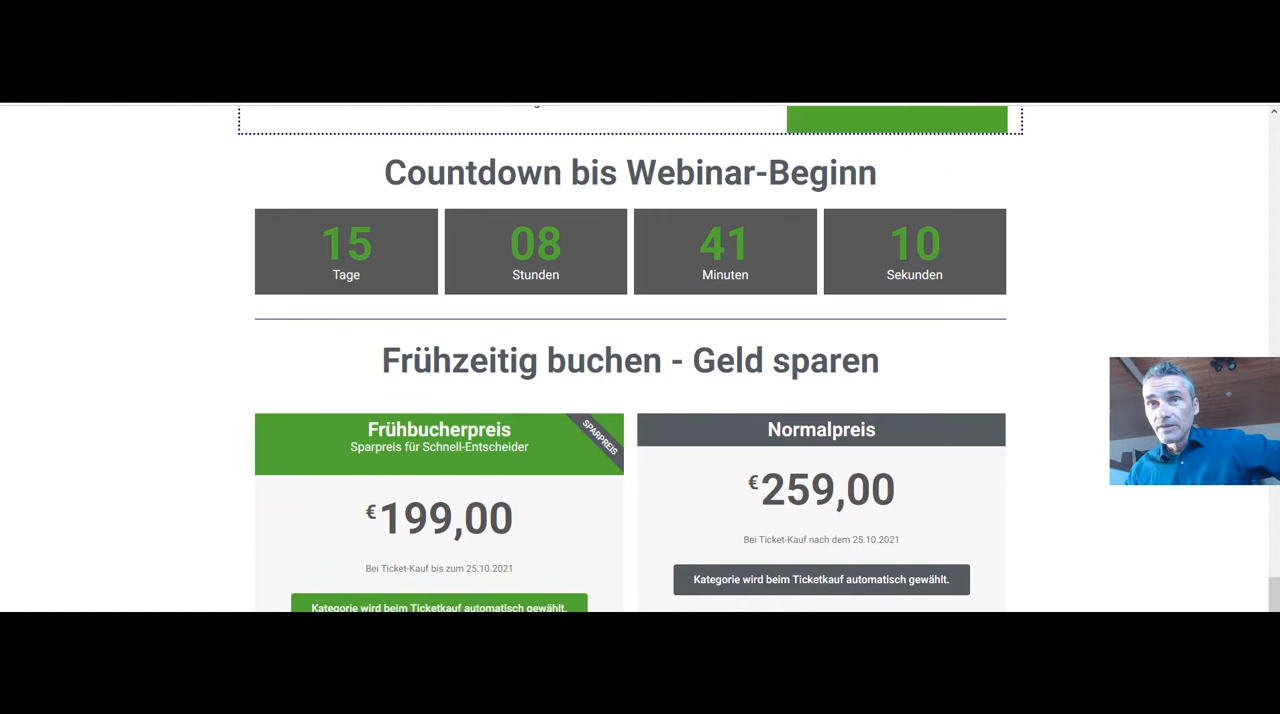 Countdown bis Webinar-Beginn
15
08
41
10
Tage
Stunden
Minuten
Sekunden
Frühzeitig buchen - Geld sparen
Frühbucherpreis
Sparpreis für Schnell-Entscheider
SPARPREIS
€199,00
Bei Ticket-Kauf bis zum 25.10.2021
Kategorie wird beim Ticketkauf automatisch gewählt.
Normalpreis
€259,00
Bei Ticket-Kauf nach dem 25.10.2021
Kategorie wird beim Ticketkauf automatisch gewählt.